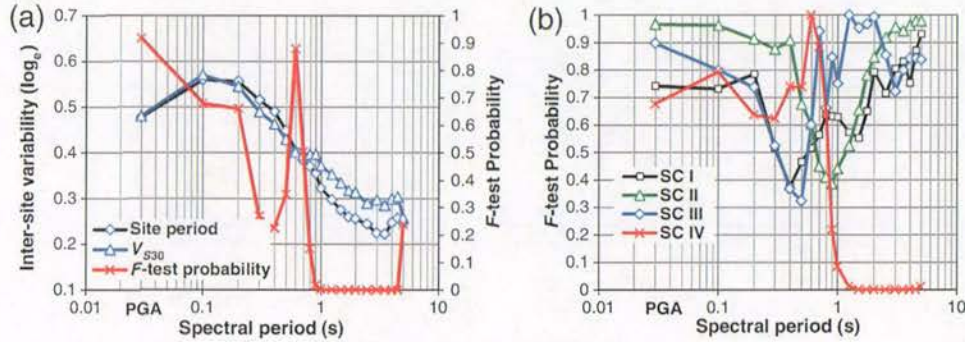 (a)
Inter-site variability (log_e)
0.7
0.6
0.5
0.4
0.3
0.2
0.1
1
0.9
0.8
0.7
0.6
0.5
0.4
0.3
0.2
0.1
0
F-test Probability
Site period
V_S30
F-test probability
0.01
PGA
0.1
1.0
10
Spectral period (s)
(b)
F-test Probability
1
0.9
0.8
0.7
0.6
0.5
0.4
0.3
0.2
0.1
0
SC I
SC II
SC III
SC IV
0.01
PGA
0.1
1
10
Spectral period (s)